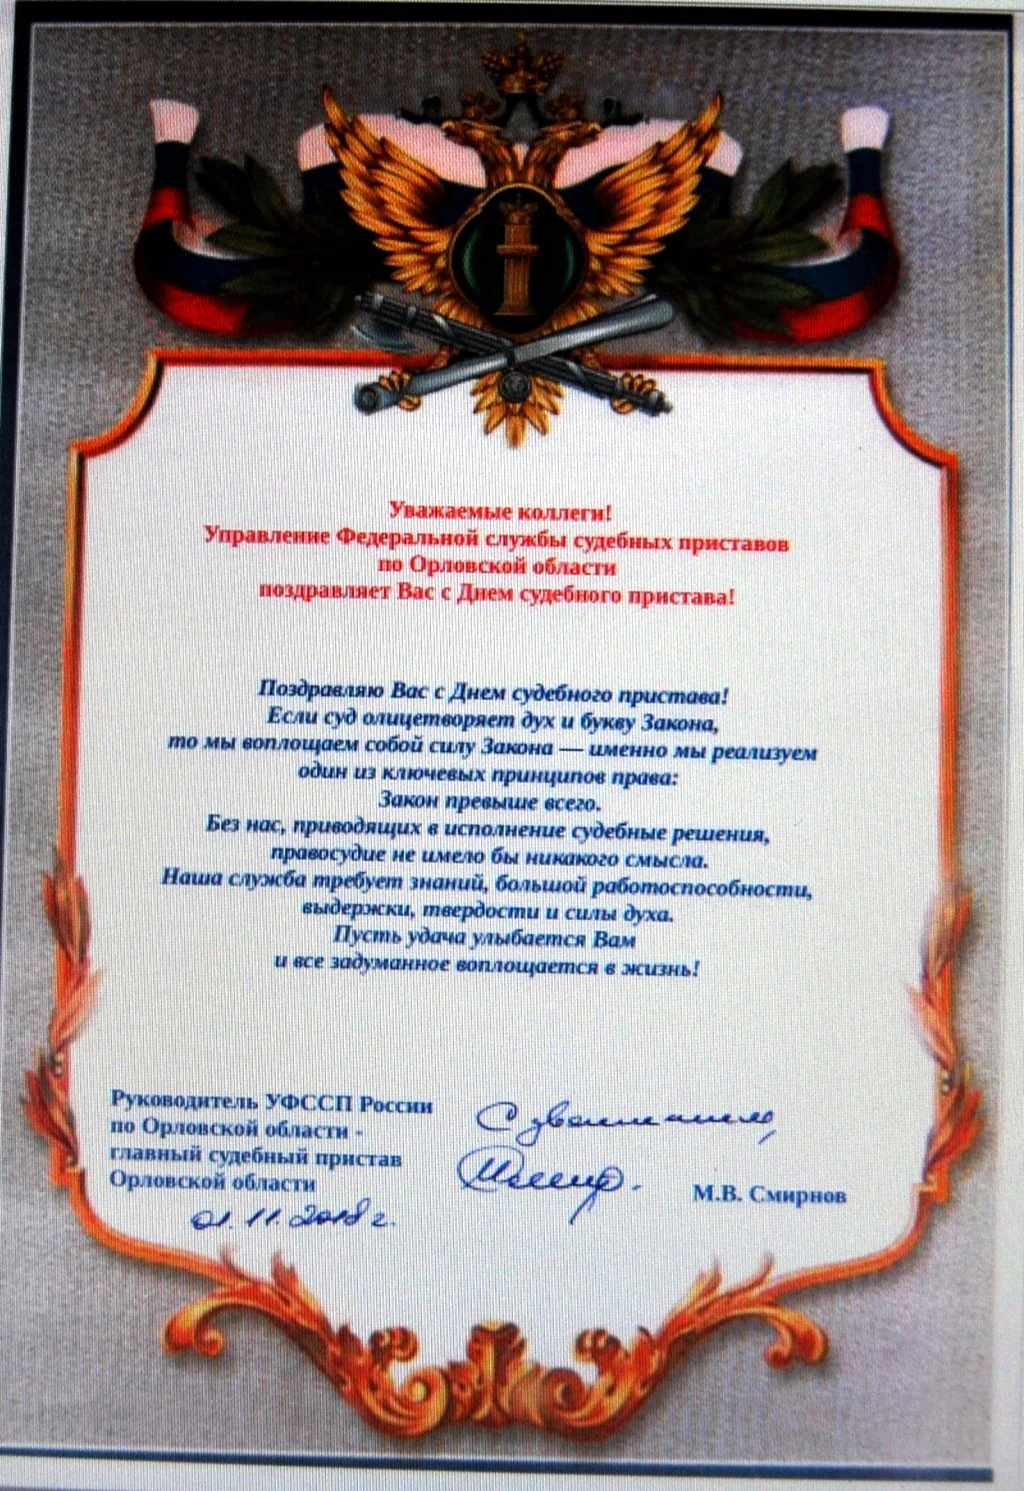 Уважаемые коллеги!
Управление Федеральной службы судебных приставов
по Орловской области
поздравляет Вас с Днем судебного пристава!
Поздравляю Вас с Днем судебного пристава!
Если суд олицетворяет дух и букву Закона,
то мы воплощаем собой силу Закона — именно мы реализуем
один из ключевых принципов права:
Закон превыше всего.
Без нас, приводящих в исполнение судебные решения,
правосудие не имело бы никакого смысла.
Наша служба требует знаний, большой работоспособности,
выдержки, твердости и силы духа.
Пусть удача улыбается Вам
и все задуманное воплощается в жизнь!
Руководитель УФССП России
по Орловской области -
главный судебный пристав
Орловской области
С уважением,
М.В. Смирнов
01.11.2018 г.